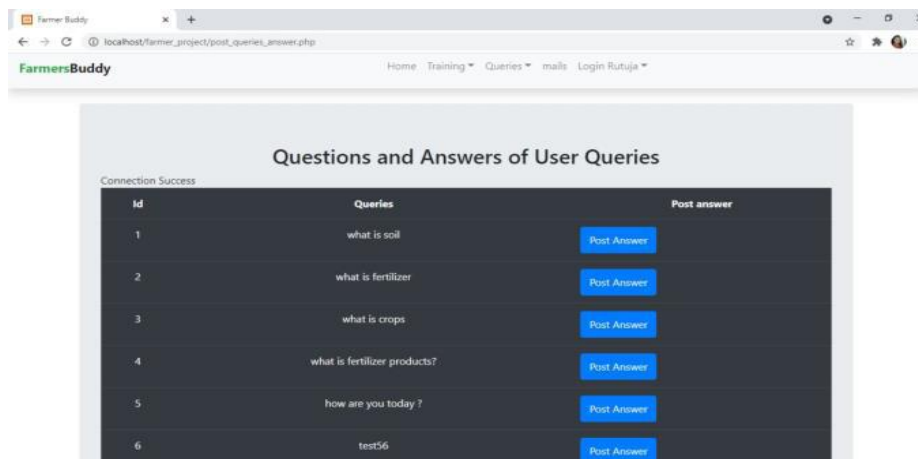 Farmer Buddy
localhost/farmer_project/post_queries_answer.php
FarmersBuddy Home Training Queries mails Login Rutuja
Questions and Answers of User Queries
Connection Success
Id Queries Post answer
1 what is soil Post Answer
2 what is fertilizer Post Answer
3 what is crops Post Answer
4 what is fertilizer products? Post Answer
5 how are you today ? Post Answer
6 test56 Post Answer